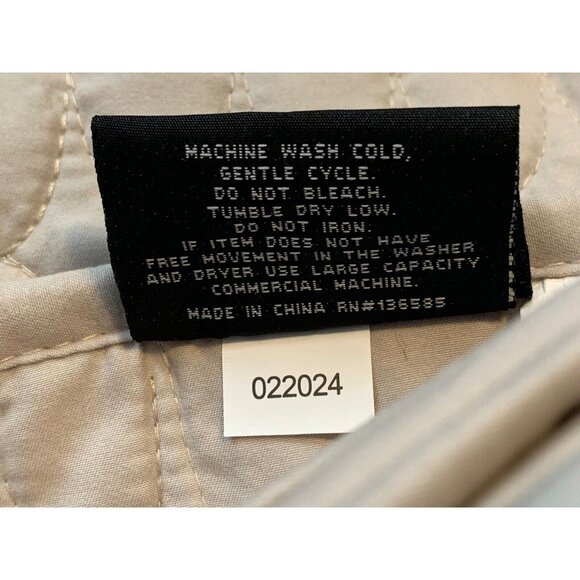 MACHINE WASH COLD,
GENTLE CYCLE.
DO NOT BLEACH.
TUMBLE DRY LOW.
DO NOT IRON.
IF ITEM DOES NOT HAVE
FREE MOVEMENT IN THE WASHER
AND DRYER USE LARGE CAPACITY
COMMERCIAL MACHINE.
MADE IN CHINA RN#136585
022024